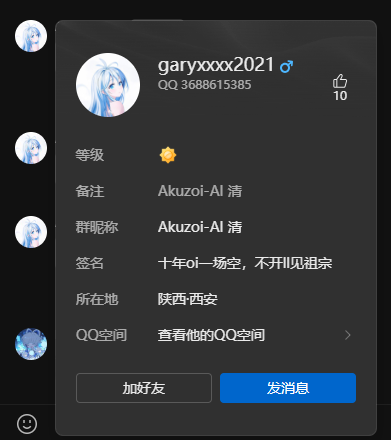 garyxxxx2021
QQ 3688615385
10
等级
备注 Akuzoi-AI 清
群昵称 Akuzoi-AI 清
签名 十年oi一场空，不开ll见祖宗
所在地 陕西-西安
QQ空间 查看他的QQ空间
加好友 发消息